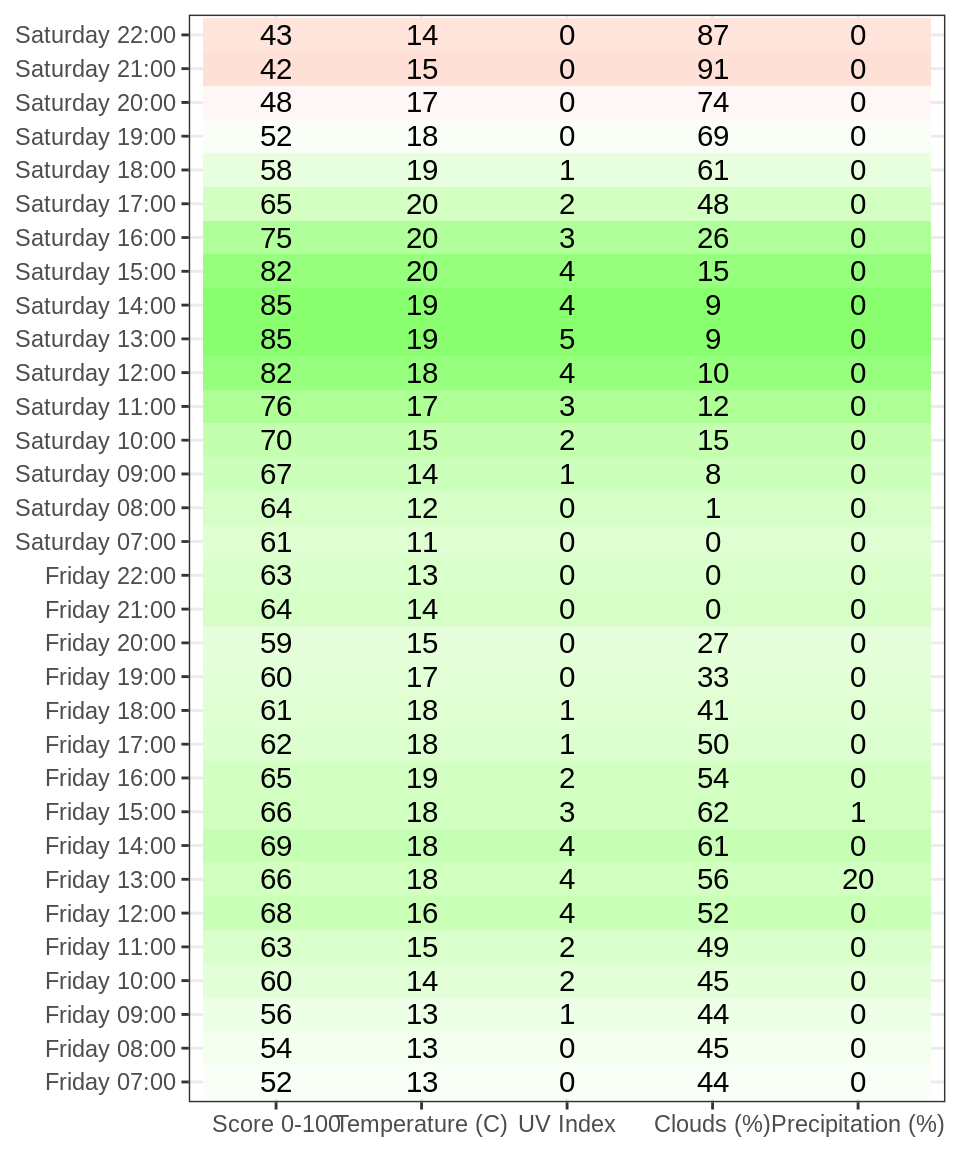 Saturday 22:00 43 14 0 87 0
Saturday 21:00 42 15 0 91 0
Saturday 20:00 48 17 0 74 0
Saturday 19:00 52 18 0 69 0
Saturday 18:00 58 19 1 61 0
Saturday 17:00 65 20 2 48 0
Saturday 16:00 75 20 3 26 0
Saturday 15:00 82 20 4 15 0
Saturday 14:00 85 19 4 9 0
Saturday 13:00 85 19 5 9 0
Saturday 12:00 82 18 4 10 0
Saturday 11:00 76 17 3 12 0
Saturday 10:00 70 15 2 15 0
Saturday 09:00 67 14 1 8 0
Saturday 08:00 64 12 0 1 0
Saturday 07:00 61 11 0 0 0
Friday 22:00 63 13 0 0 0
Friday 21:00 64 14 0 0 0
Friday 20:00 59 15 0 27 0
Friday 19:00 60 17 0 33 0
Friday 18:00 61 18 1 41 0
Friday 17:00 62 18 1 50 0
Friday 16:00 65 19 2 54 0
Friday 15:00 66 18 3 62 1
Friday 14:00 69 18 4 61 0
Friday 13:00 66 18 4 56 20
Friday 12:00 68 16 4 52 0
Friday 11:00 63 15 2 49 0
Friday 10:00 60 14 2 45 0
Friday 09:00 56 13 1 44 0
Friday 08:00 54 13 0 45 0
Friday 07:00 52 13 0 44 0
Score 0-100 Temperature (C) UV Index Clouds (%) Precipitation (%)